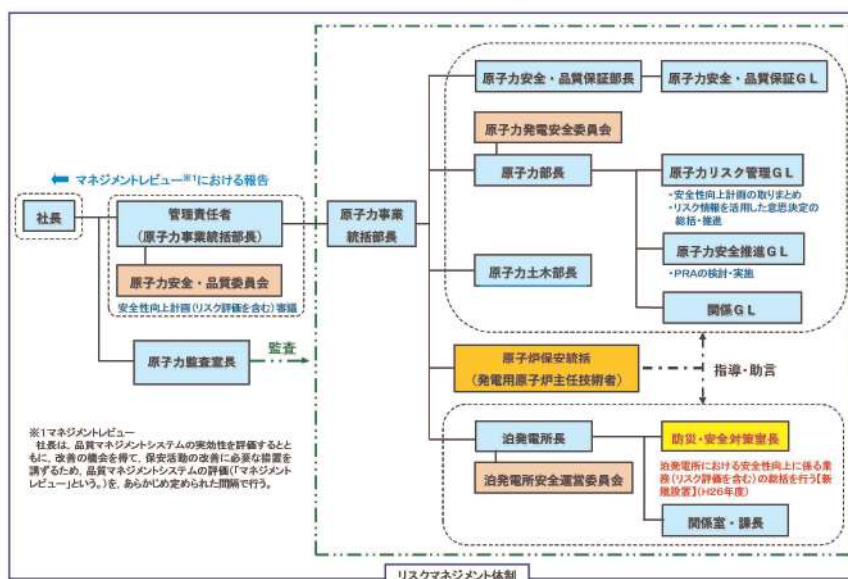 ← マネジメントレビュー※1における報告
社長
管理責任者
(原子力事業統括部長)
原子力安全・品質委員会
安全性向上計画(リスク評価を含む)審議
原子力監査室長
監査
※1マネジメントレビュー
社長は、品質マネジメントシステムの実効性を評価するとと
もに、改善の機会を得て、保安活動の改善に必要な措置を
講ずるため、品質マネジメントシステムの評価(「マネジメント
レビュー」という。)を、あらかじめ定められた間隔で行う。
原子力事業
統括部長
原子力安全・品質保証部長
原子力安全・品質保証GL
原子力発電安全委員会
原子力部長
原子力リスク管理GL
・安全性向上計画の取りまとめ
・リスク情報を活用した意思決定の
総括・推進
原子力安全推進GL
・PRAの検討・実施
原子力土木部長
関係GL
原子炉保安統括
(発電用原子炉主任技術者)
指導・助言
泊発電所長
泊発電所安全運営委員会
防災・安全対策室長
泊発電所における安全性向上に係る業
務(リスク評価を含む)の総括を行う【新
規設置】(H26年度)
関係室・課長
リスクマネジメント体制